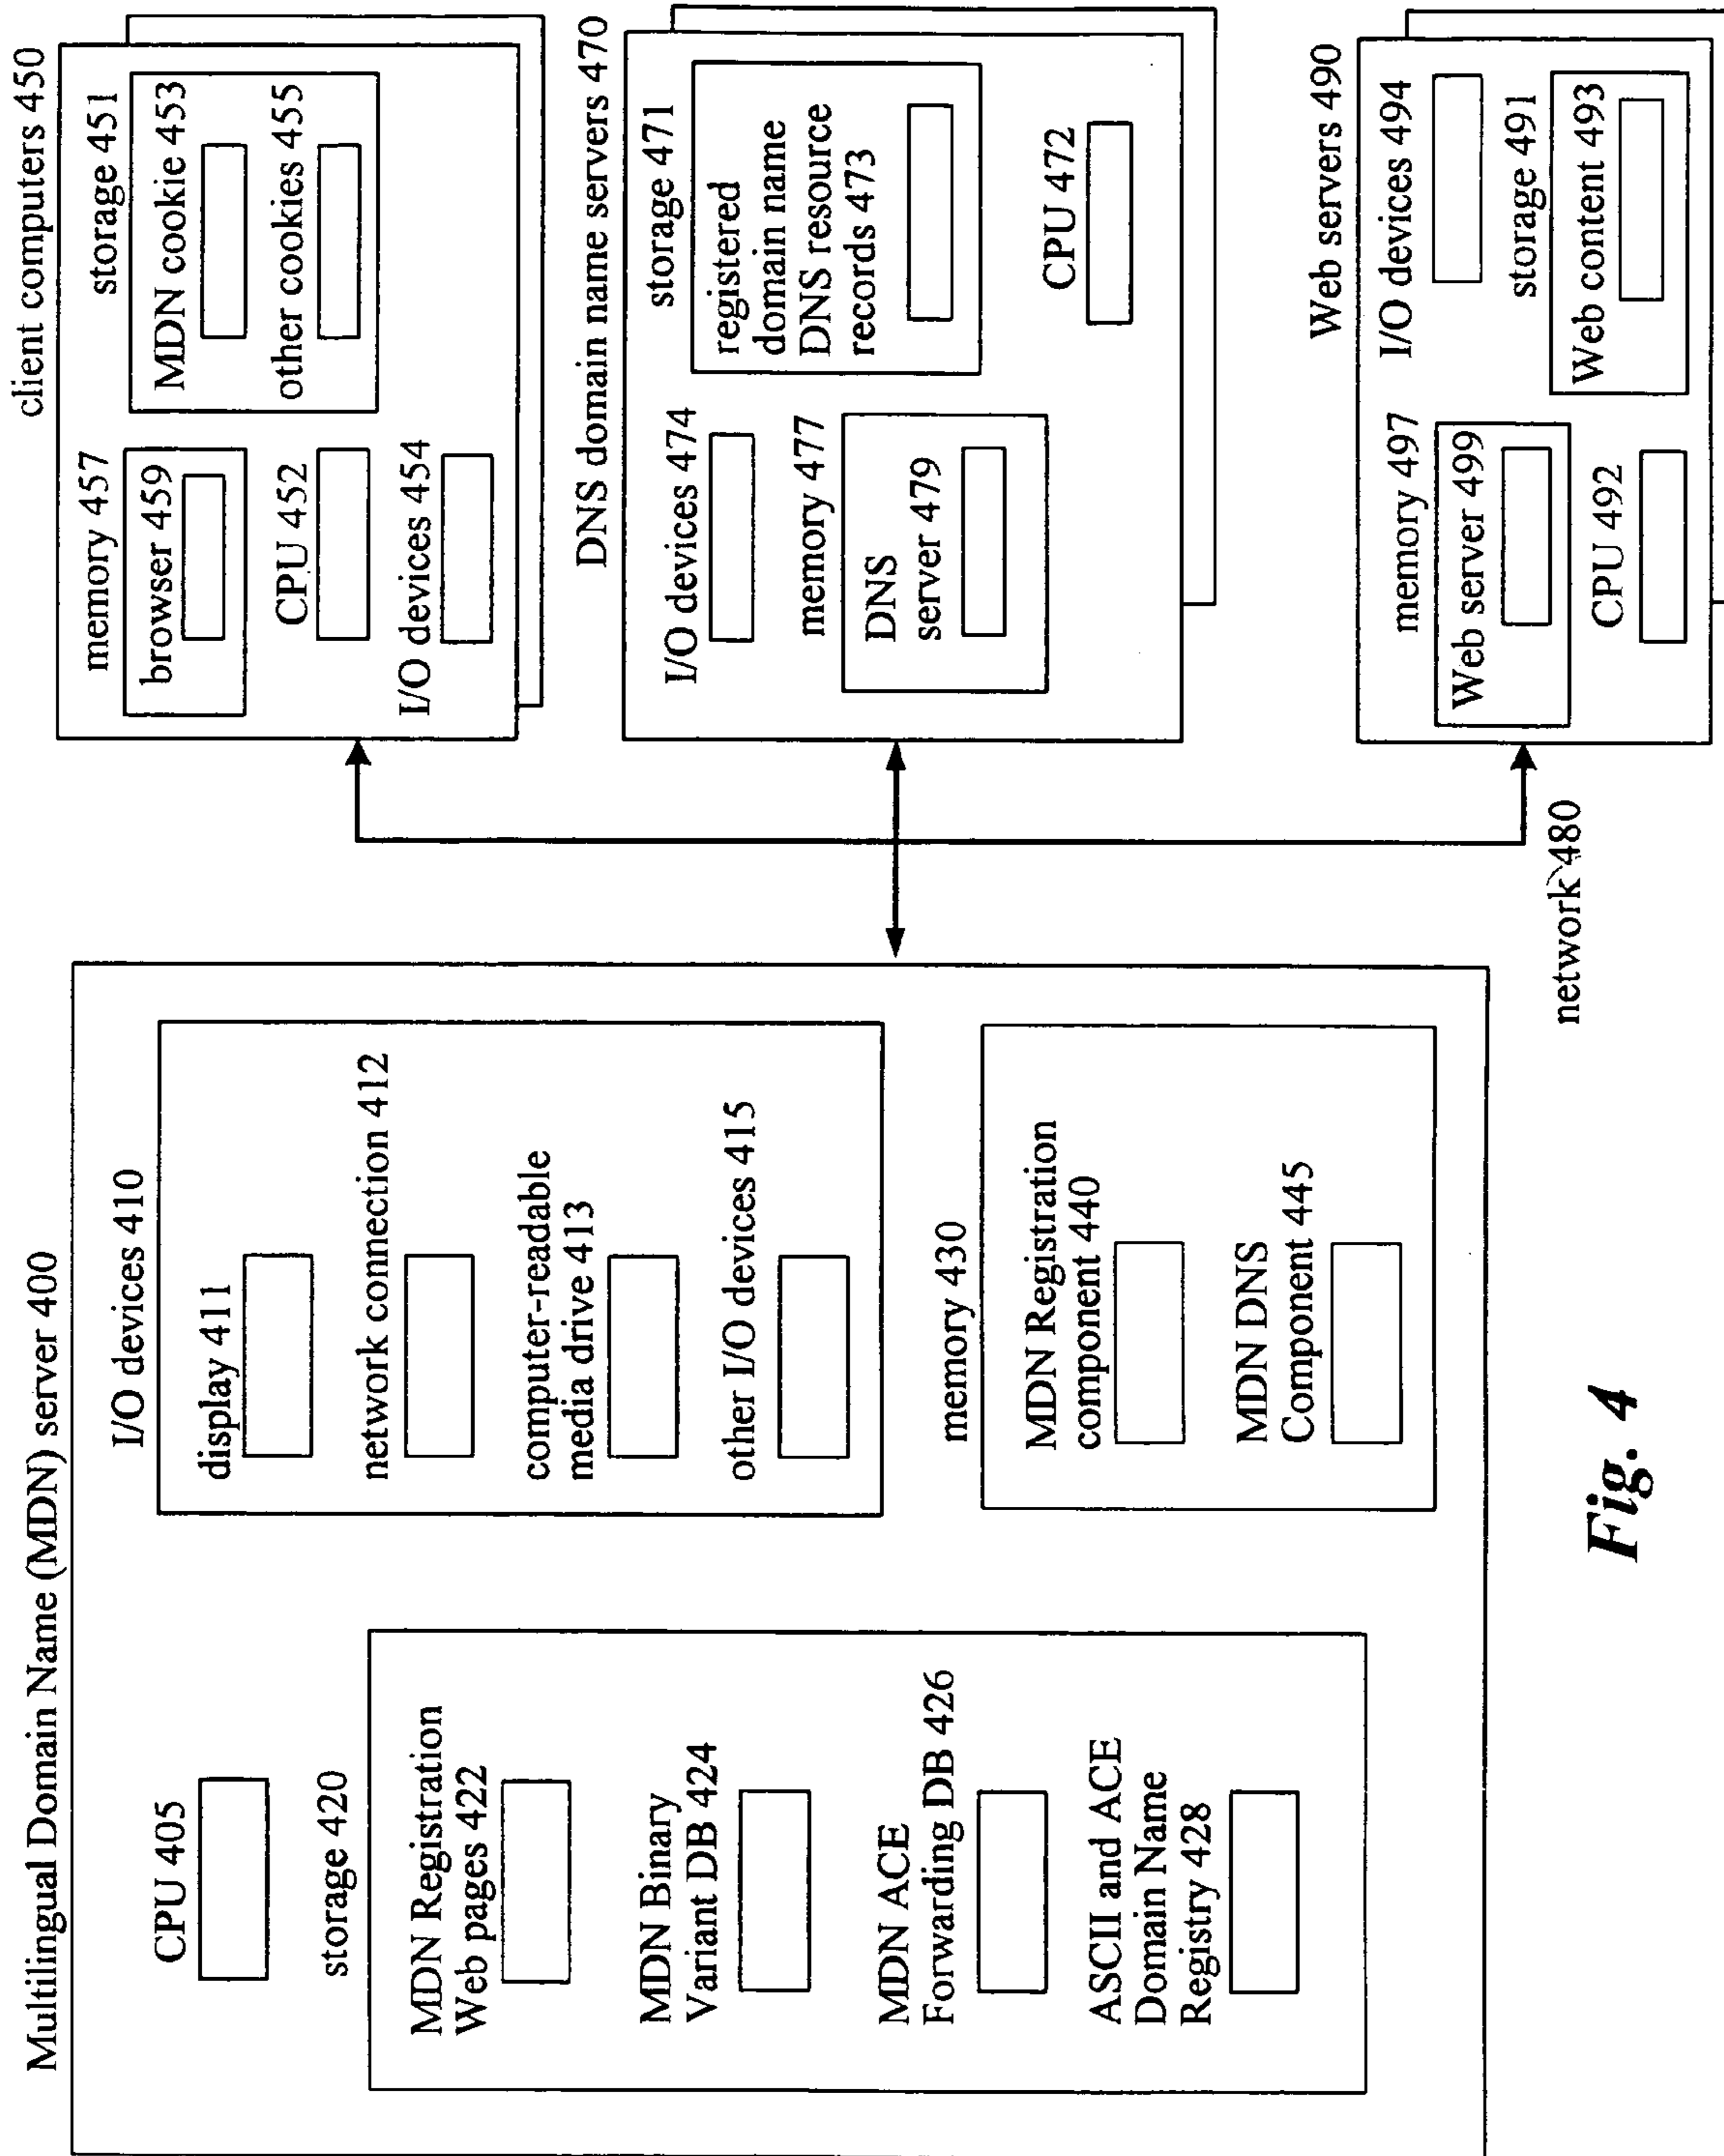 Multilingual Domain Name (MDN) server 400
CPU 405
storage 420
MDN Registration
Web pages 422
MDN Binary
Variant DB 424
MDN ACE
Forwarding DB 426
ASCII and ACE
Domain Name
Registry 428
I/O devices 410
display 411
network connection 412
computer-readable
media drive 413
other I/O devices 415
memory 430
MDN Registration
component 440
MDN DNS
Component 445
network 480
client computers 450
memory 457
browser 459
CPU 452
I/O devices 454
storage 451
MDN cookie 453
other cookies 455
DNS domain name servers 470
I/O devices 474
memory 477
DNS
server 479
storage 471
registered
domain name
DNS resource
records 473
CPU 472
Web servers 490
memory 497
Web server 499
CPU 492
I/O devices 494
storage 491
Web content 493
Fig. 4